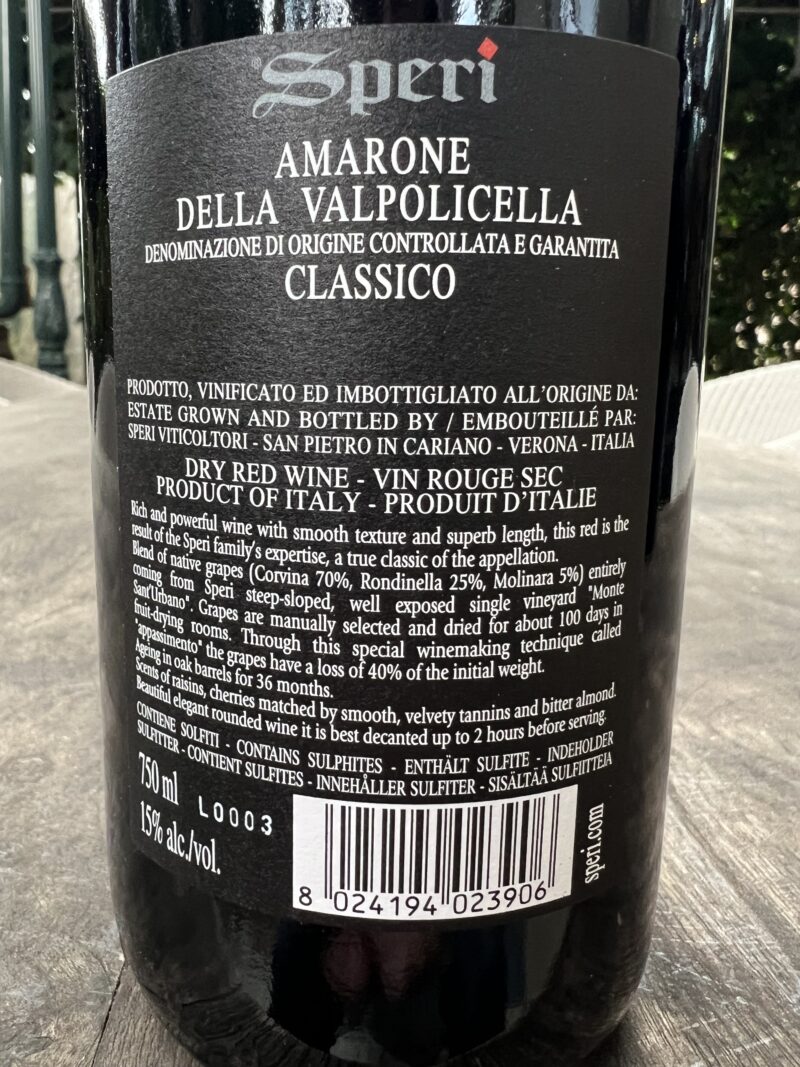 Speri
AMARONE
DELLA VALPOLICELLA
DENOMINAZIONE DI ORIGINE CONTROLLATA E GARANTITA
CLASSICO
PRODOTTO, VINIFICATO ED IMBOTTIGLIATO ALL'ORIGINE DA:
ESTATE GROWN AND BOTTLED BY / EMBOUTEILLÉ PAR:
SPERI VITICOLTORI - SAN PIETRO IN CARIANO - VERONA - ITALIA
DRY RED WINE - VIN ROUGE SEC
PRODUCT OF ITALY - PRODUIT D'ITALIE
Rich and powerful wine with smooth texture and superb length, this red is the
result of the Speri family's expertise, a true classic of the appellation.
Blend of native grapes (Corvina 70%, Rondinella 25%, Molinara 5%) entirely
coming from Speri steep-sloped, well exposed single vineyard "Monte
Sant'Urbano". Grapes are manually selected and dried for about 100 days in
fruit-drying rooms. Through this special winemaking technique called
"appassimento" the grapes have a loss of 40% of the initial weight.
Ageing in oak barrels for 36 months.
Scents of raisins, cherries matched by smooth, velvety tannins and bitter almond.
Beautiful elegant rounded wine it is best decanted up to 2 hours before serving.
CONTIENE SOLFITI - CONTAINS SULPHITES - ENTHÄLT SULFITE - INDEHOLDER
SULFITTER - CONTIENT SULFITES - INNEHÅLLER SULFITER - SISÄLTÄÄ SULFIITTEJA
750 ml
L0003
15% alc./vol.
8 024194 023906
speri.com